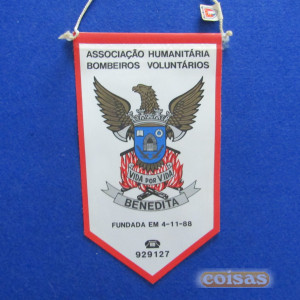 ASSOCIAÇÃO HUMANITÁRIA
BOMBEIROS VOLUNTÁRIOS
VIDA POR VIDA
BENEDITA
FUNDADA EM 4-11-88
929127
coisas